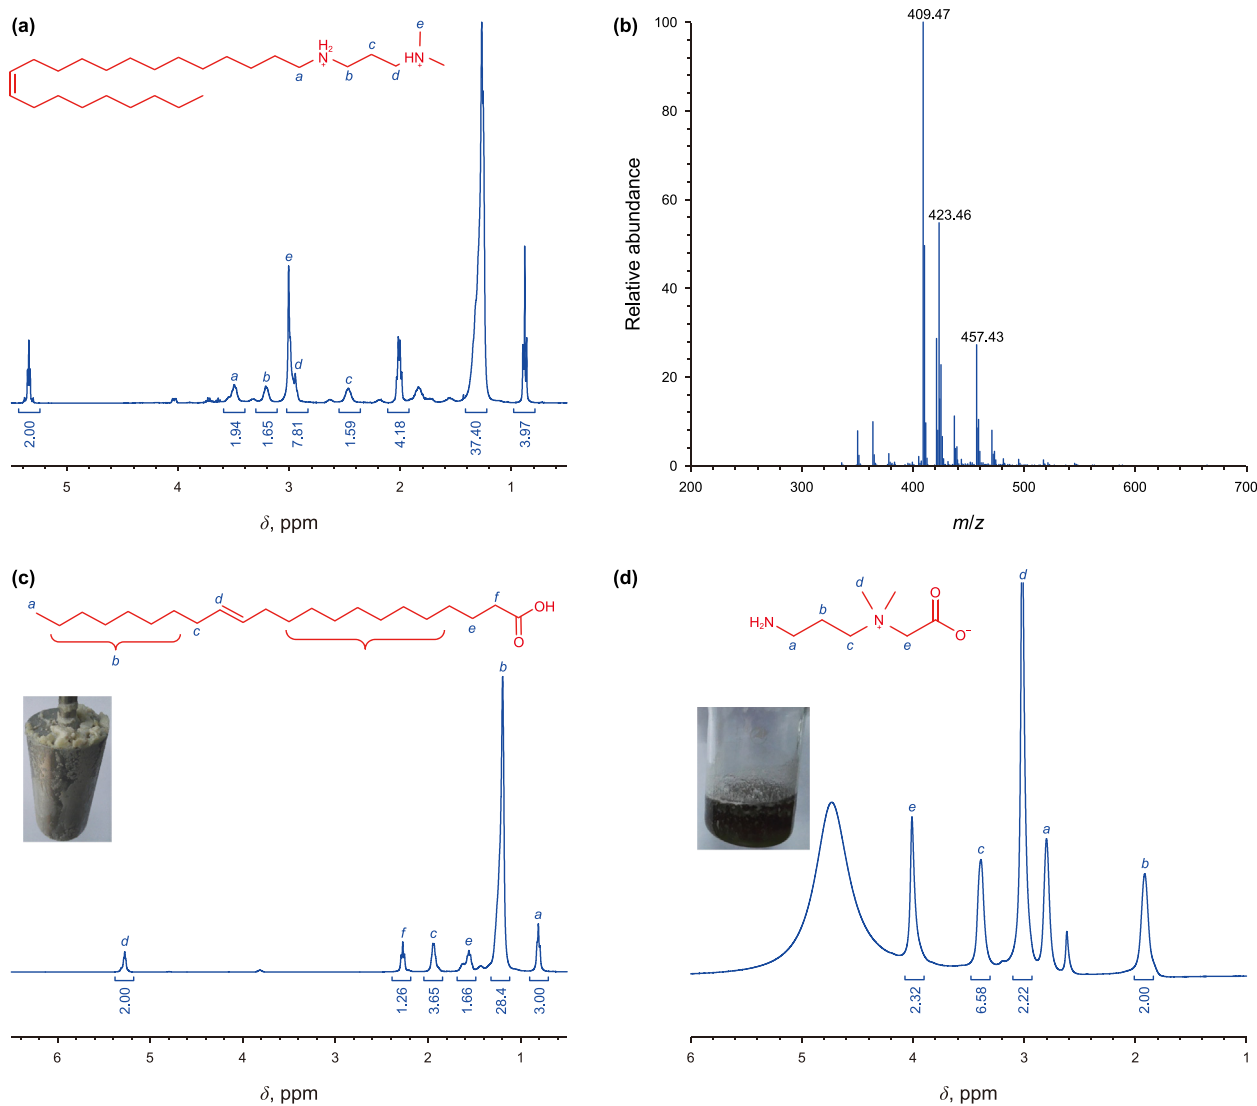 (a)
e
H2
N
+
c
HN
+
a
b
d
e
d
a
b
c
2.00
1.94
1.65
7.81
1.59
4.18
37.40
3.97
5
4
3
2
1
δ, ppm
(b)
409.47
423.46
457.43
100
80
60
40
20
0
Relative abundance
200
300
400
500
600
700
m/z
(c)
a
d
f
OH
O
c
e
b
b
d
f
c
e
a
2.00
1.26
3.65
1.66
28.4
3.00
6
5
4
3
2
1
δ, ppm
(d)
d
O
b
H2N
N
+
O−
a
c
e
d
e
c
a
b
2.32
6.58
2.22
2.00
6
5
4
3
2
1
δ, ppm